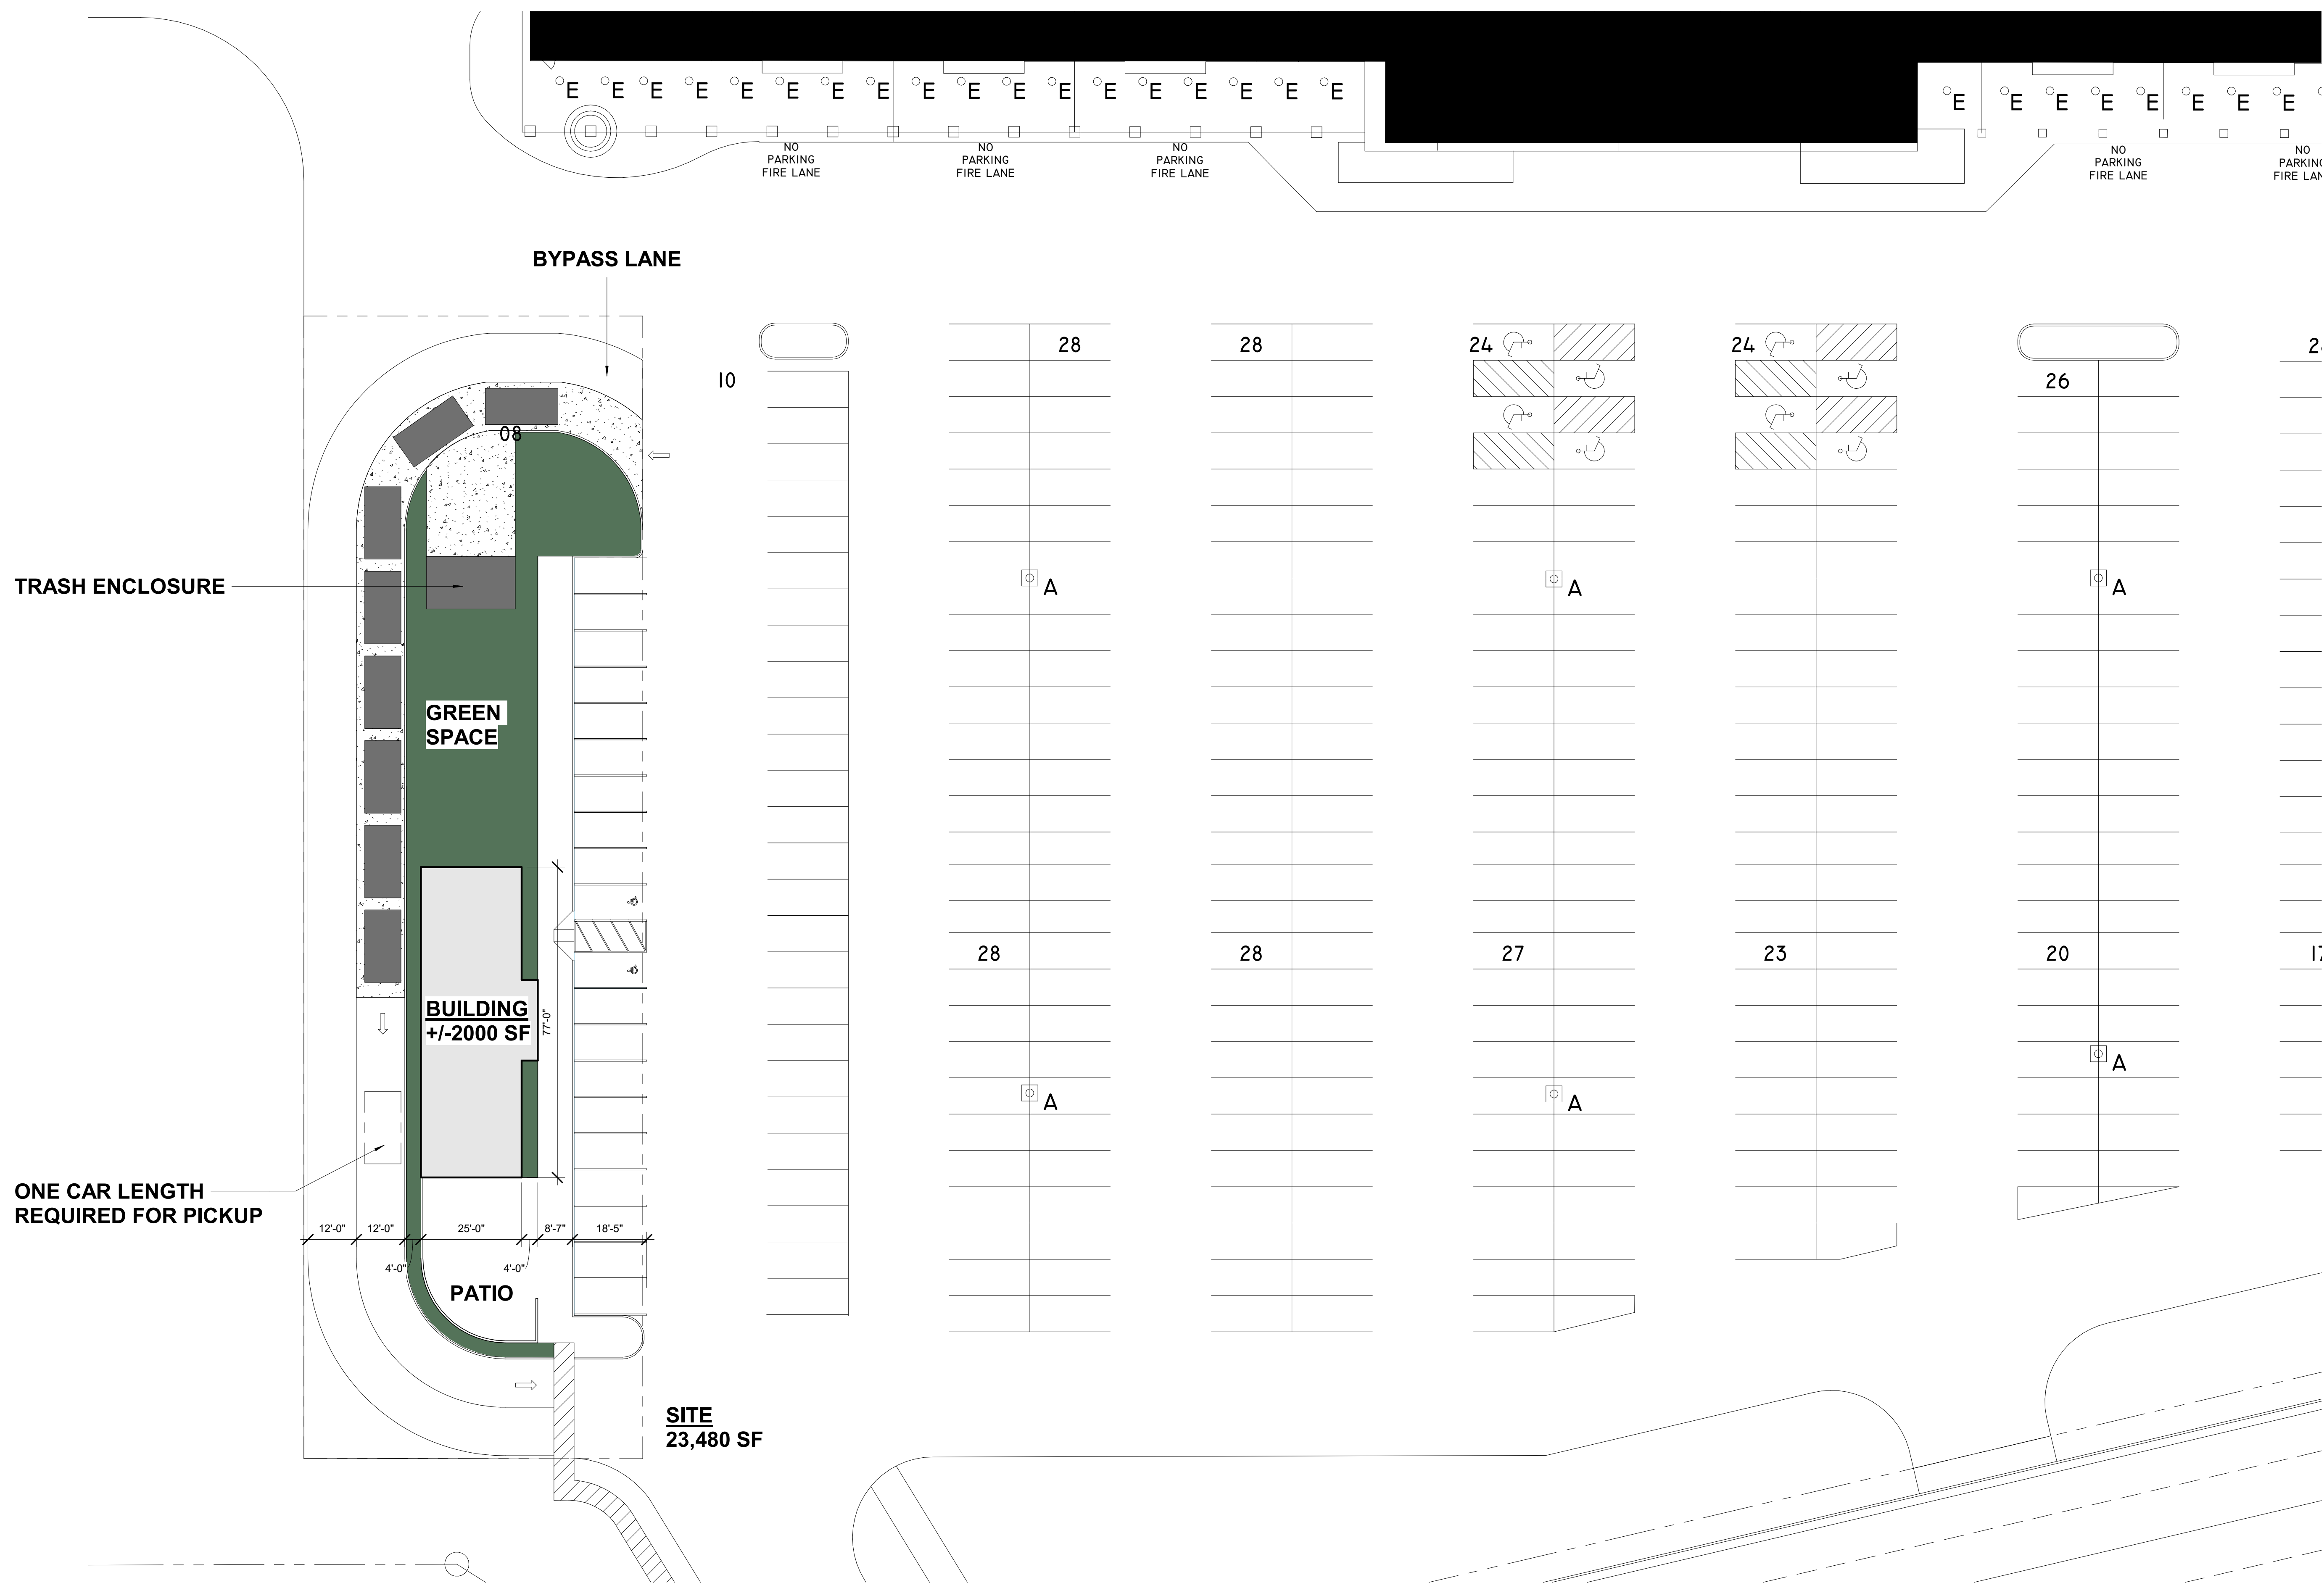 E E E E E E E E E E E E E E E E E E
E E E E E E E E
NO
PARKING
FIRE LANE
NO
PARKING
FIRE LANE
NO
PARKING
FIRE LANE
NO
PARKING
FIRE LANE
NO
FIRE
BYPASS LANE
10
28
28
24
24
26
08
TRASH ENCLOSURE
A
A
A
GREEN
SPACE
28
28
27
23
20
BUILDING
+/-2000 SF
77'-0"
A
A
A
ONE CAR LENGTH
REQUIRED FOR PICKUP
12'-0" 12'-0" 25'-0" 8'-7" 18'-5"
4'-0" 4'-0"
PATIO
SITE
23,480 SF